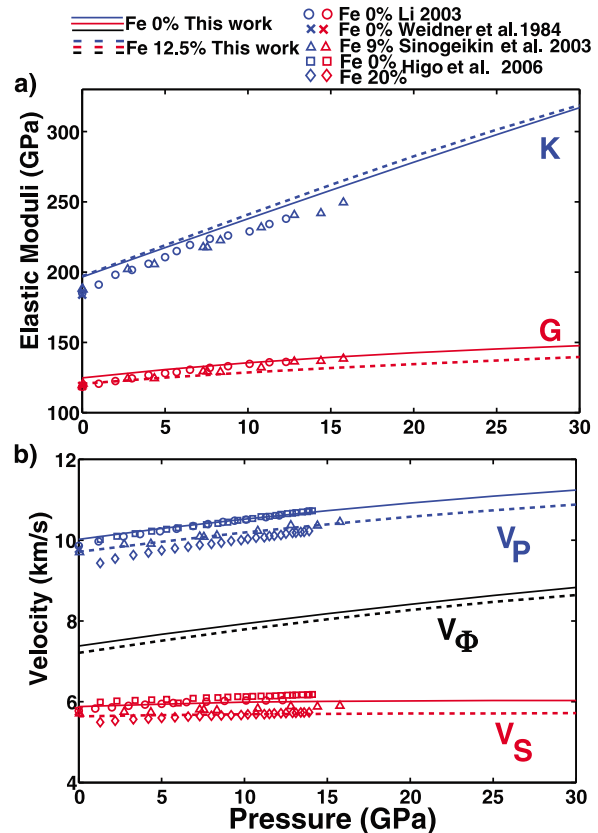 Fe 0% This work
Fe 12.5% This work
Fe 0% Li 2003
Fe 0% Weidner et al.1984
Fe 9% Sinogeikin et al. 2003
Fe 0% Higo et al. 2006
Fe 20%
a)
Elastic Moduli (GPa)
300
250
200
150
100
K
G
0
5
10
15
20
25
30
b)
Velocity (km/s)
12
10
8
6
4
VP
VΦ
VS
0
5
10
15
20
25
30
Pressure (GPa)